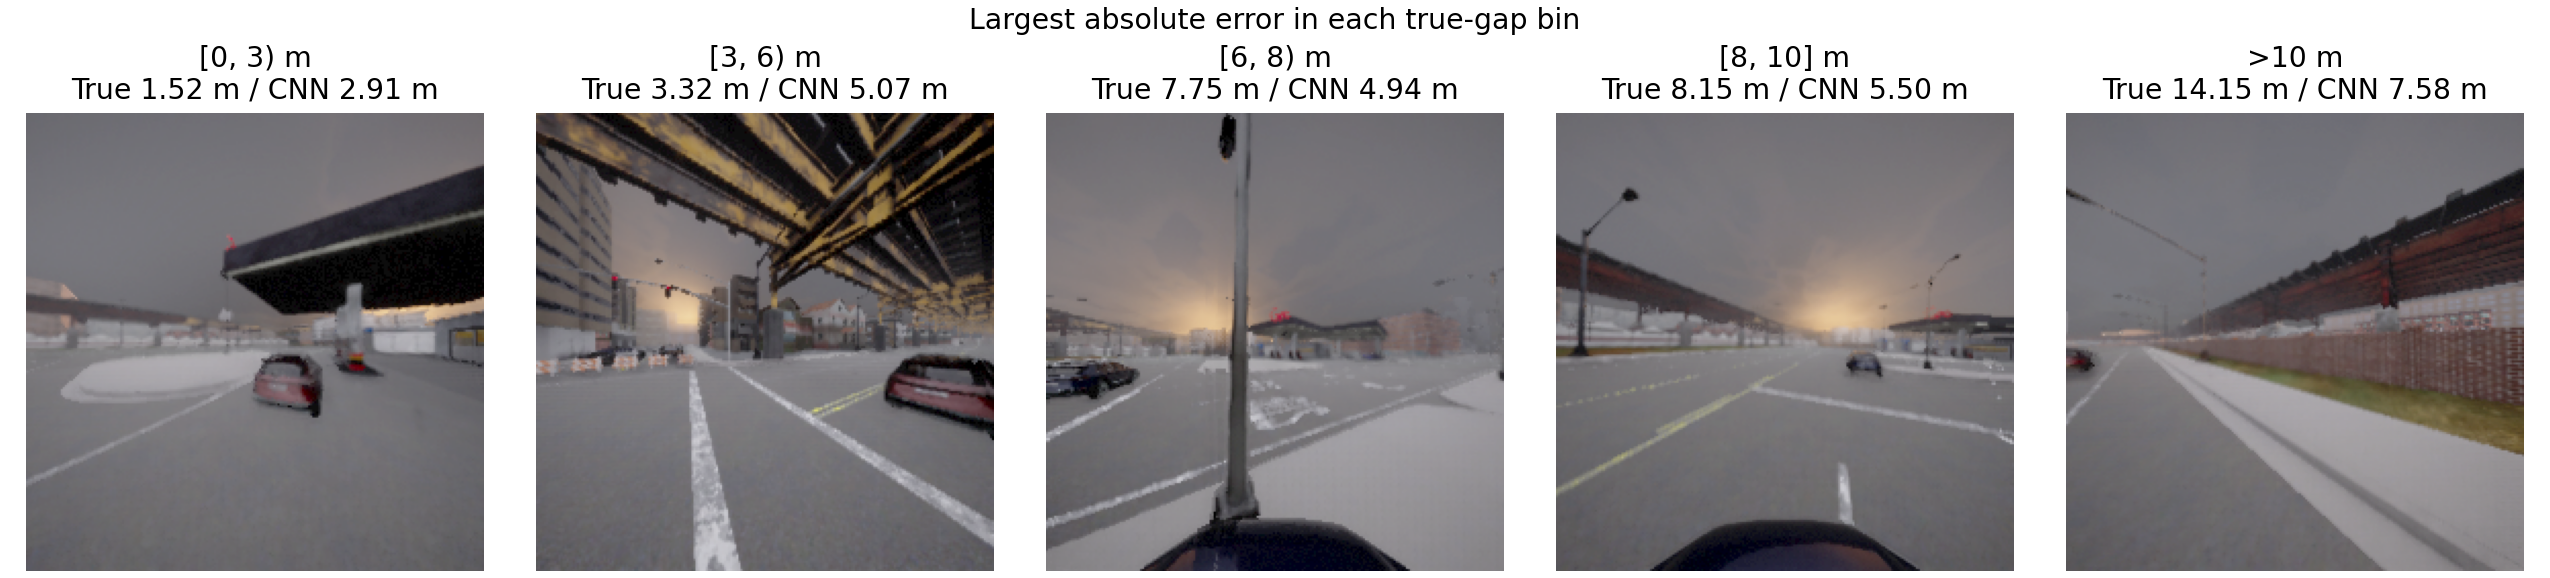 Largest absolute error in each true-gap bin
[0, 3) m
True 1.52 m / CNN 2.91 m
[3, 6) m
True 3.32 m / CNN 5.07 m
[6, 8) m
True 7.75 m / CNN 4.94 m
[8, 10] m
True 8.15 m / CNN 5.50 m
>10 m
True 14.15 m / CNN 7.58 m